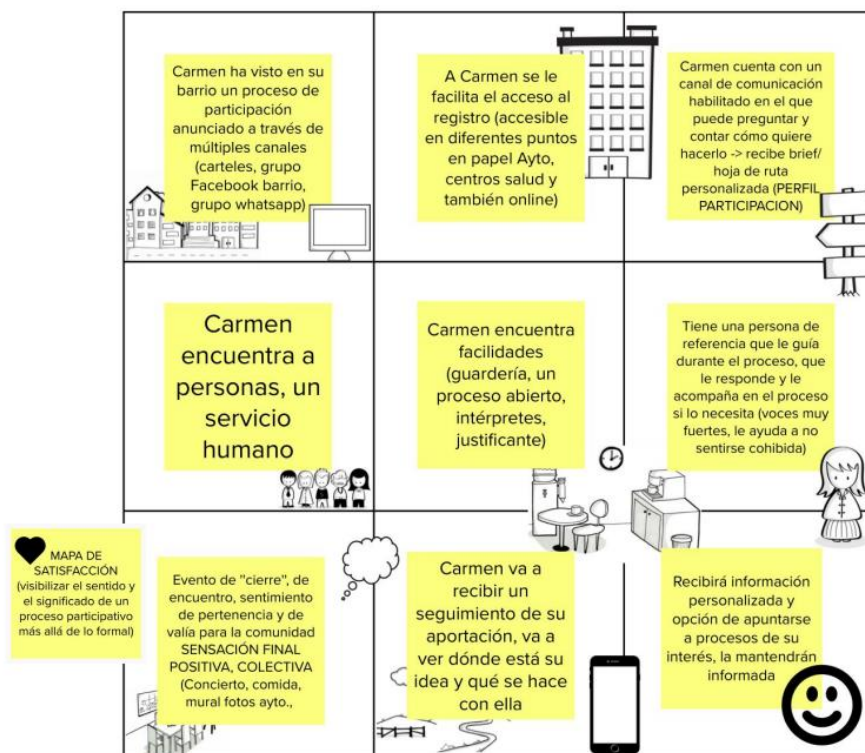 Carmen ha visto en su
barrio un proceso de
participación
anunciado a través de
múltiples canales
(carteles, grupo
Facebook barrio,
grupo whatsapp)
A Carmen se le
facilita el acceso al
registro (accesible
en diferentes puntos
en papel Ayto,
centros salud y
también online)
Carmen cuenta con un
canal de comunicación
habilitado en el que
puede preguntar y
contar cómo quiere
hacerlo -> recibe brief/
hoja de ruta
personalizada (PERFIL
PARTICIPACION)
Carmen
encuentra a
personas, un
servicio
humano
Carmen encuentra
facilidades
(guardería, un
proceso abierto,
intérpretes,
justificante)
Tiene una persona de
referencia que le guía
durante el proceso, que
le responde y le
acompaña en el proceso
si lo necesita (voces muy
fuertes, le ayuda a no
sentirse cohibida)
MAPA DE
SATISFACCIÓN
(visibilizar el sentido y
el significado de un
proceso participativo
más allá de lo formal)
Evento de "cierre", de
encuentro, sentimiento
de pertenencia y de
valía para la comunidad
SENSACIÓN FINAL
POSITIVA, COLECTIVA
(Concierto, comida,
mural fotos ayto.,
Carmen va a
recibir un
seguimiento de su
aportación, va a
ver dónde está su
idea y qué se hace
con ella
Recibirá información
personalizada y
opción de apuntarse
a procesos de su
interés, la mantendrán
informada